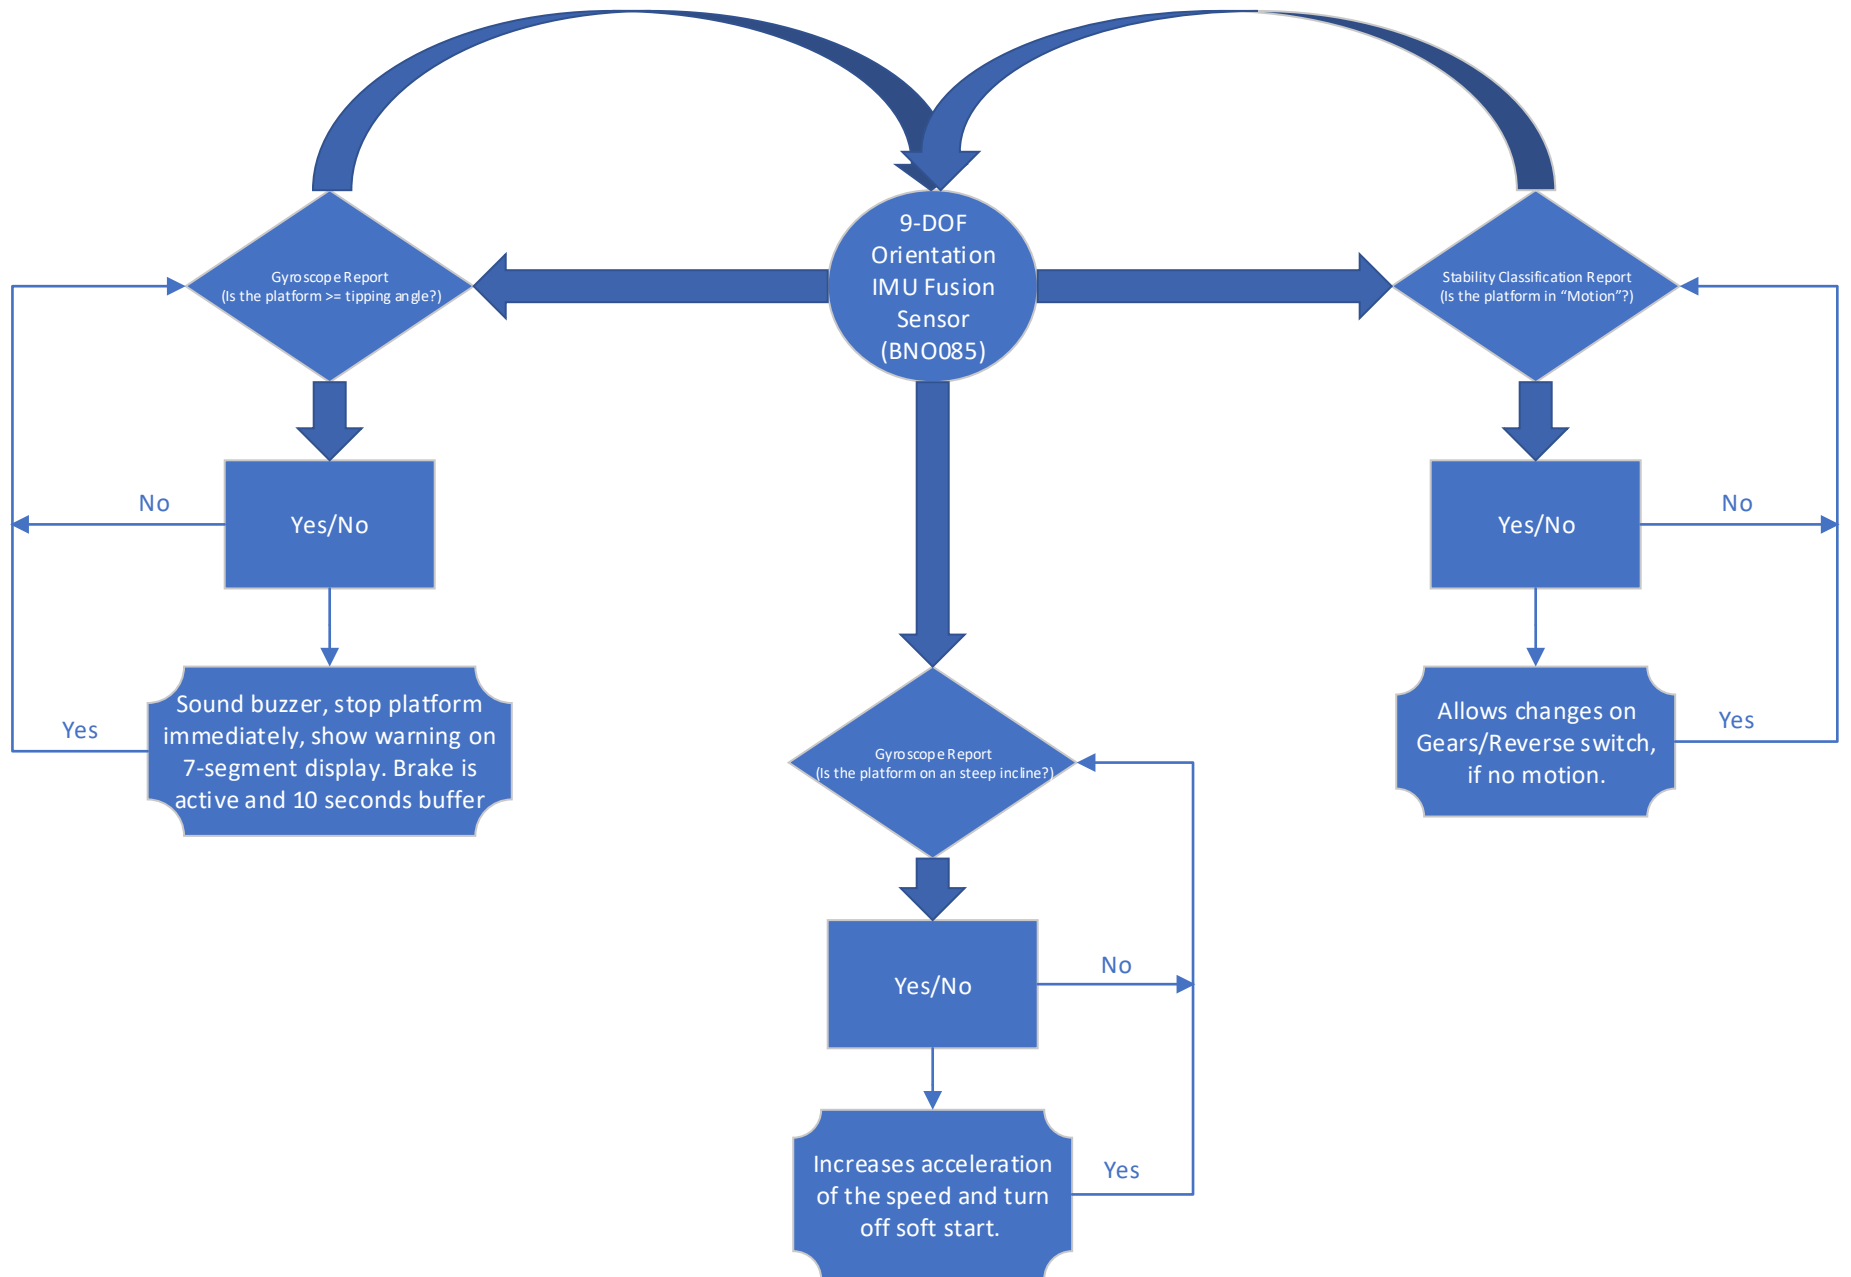 9-DOF
Orientation
IMU Fusion
Sensor
(BNO085)
Gyroscope Report
(Is the platform >= tipping angle?)
Stability Classification Report
(Is the platform in “Motion”?)
No
Yes/No
Yes/No
No
Sound buzzer, stop platform
immediately, show warning on
7-segment display. Brake is
active and 10 seconds buffer
Yes
Allows changes on
Gears/Reverse switch,
if no motion.
Yes
Gyroscope Report
(Is the platform on an steep incline?)
Yes/No
No
Increases acceleration
of the speed and turn
off soft start.
Yes